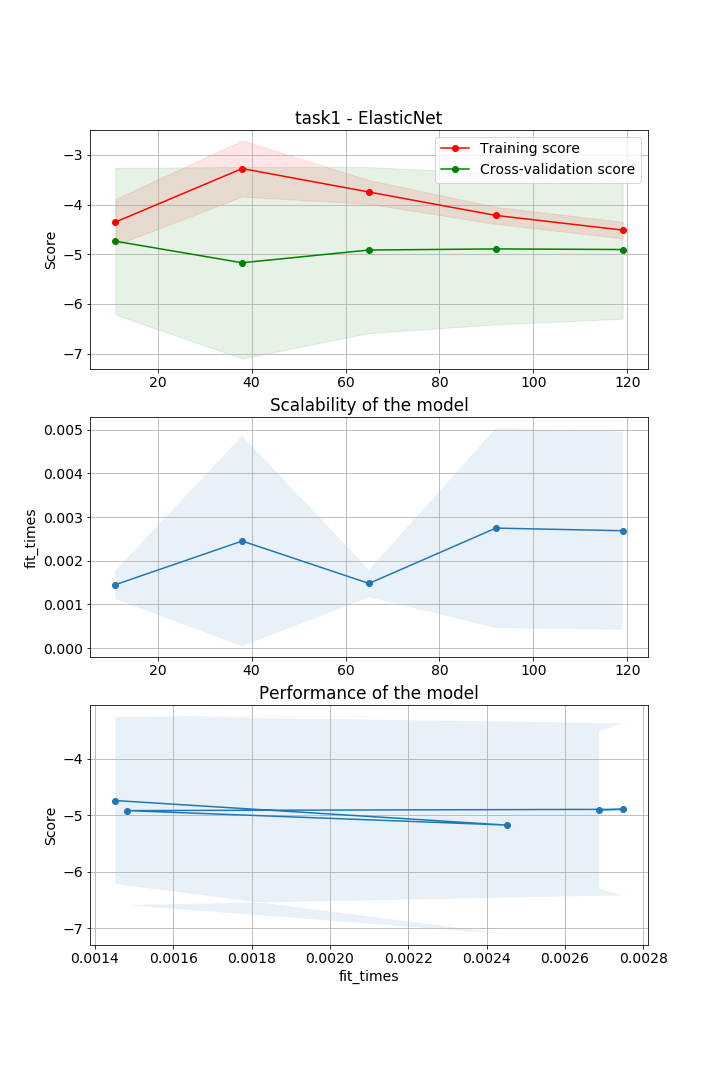 task1 - ElasticNet
Training score
Cross-validation score
Score
−3
−4
−5
−6
−7
20 40 60 80 100 120
Scalability of the model
fit_times
0.005
0.004
0.003
0.002
0.001
0.000
20 40 60 80 100 120
Performance of the model
Score
−4
−5
−6
−7
0.0014 0.0016 0.0018 0.0020 0.0022 0.0024 0.0026 0.0028
fit_times